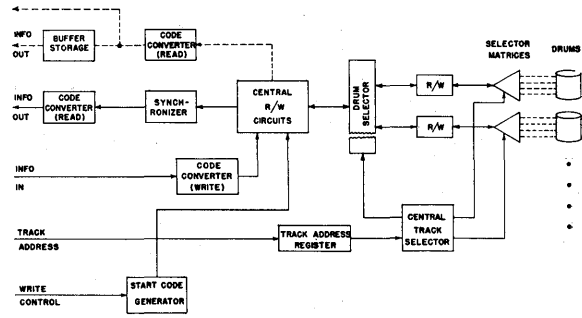 INFO
OUT
BUFFER
STORAGE
CODE
CONVERTER
(READ)
INFO
OUT
CODE
CONVERTER
(READ)
SYNCH-
RONIZER
CENTRAL
R/W
CIRCUITS
DRUM
SELECTOR
R/W
R/W
SELECTOR
MATRICES
DRUMS
INFO
IN
CODE
CONVERTER
(WRITE)
TRACK
ADDRESS
TRACK ADDRESS
REGISTER
CENTRAL
TRACK
SELECTOR
WRITE
CONTROL
START CODE
GENERATOR